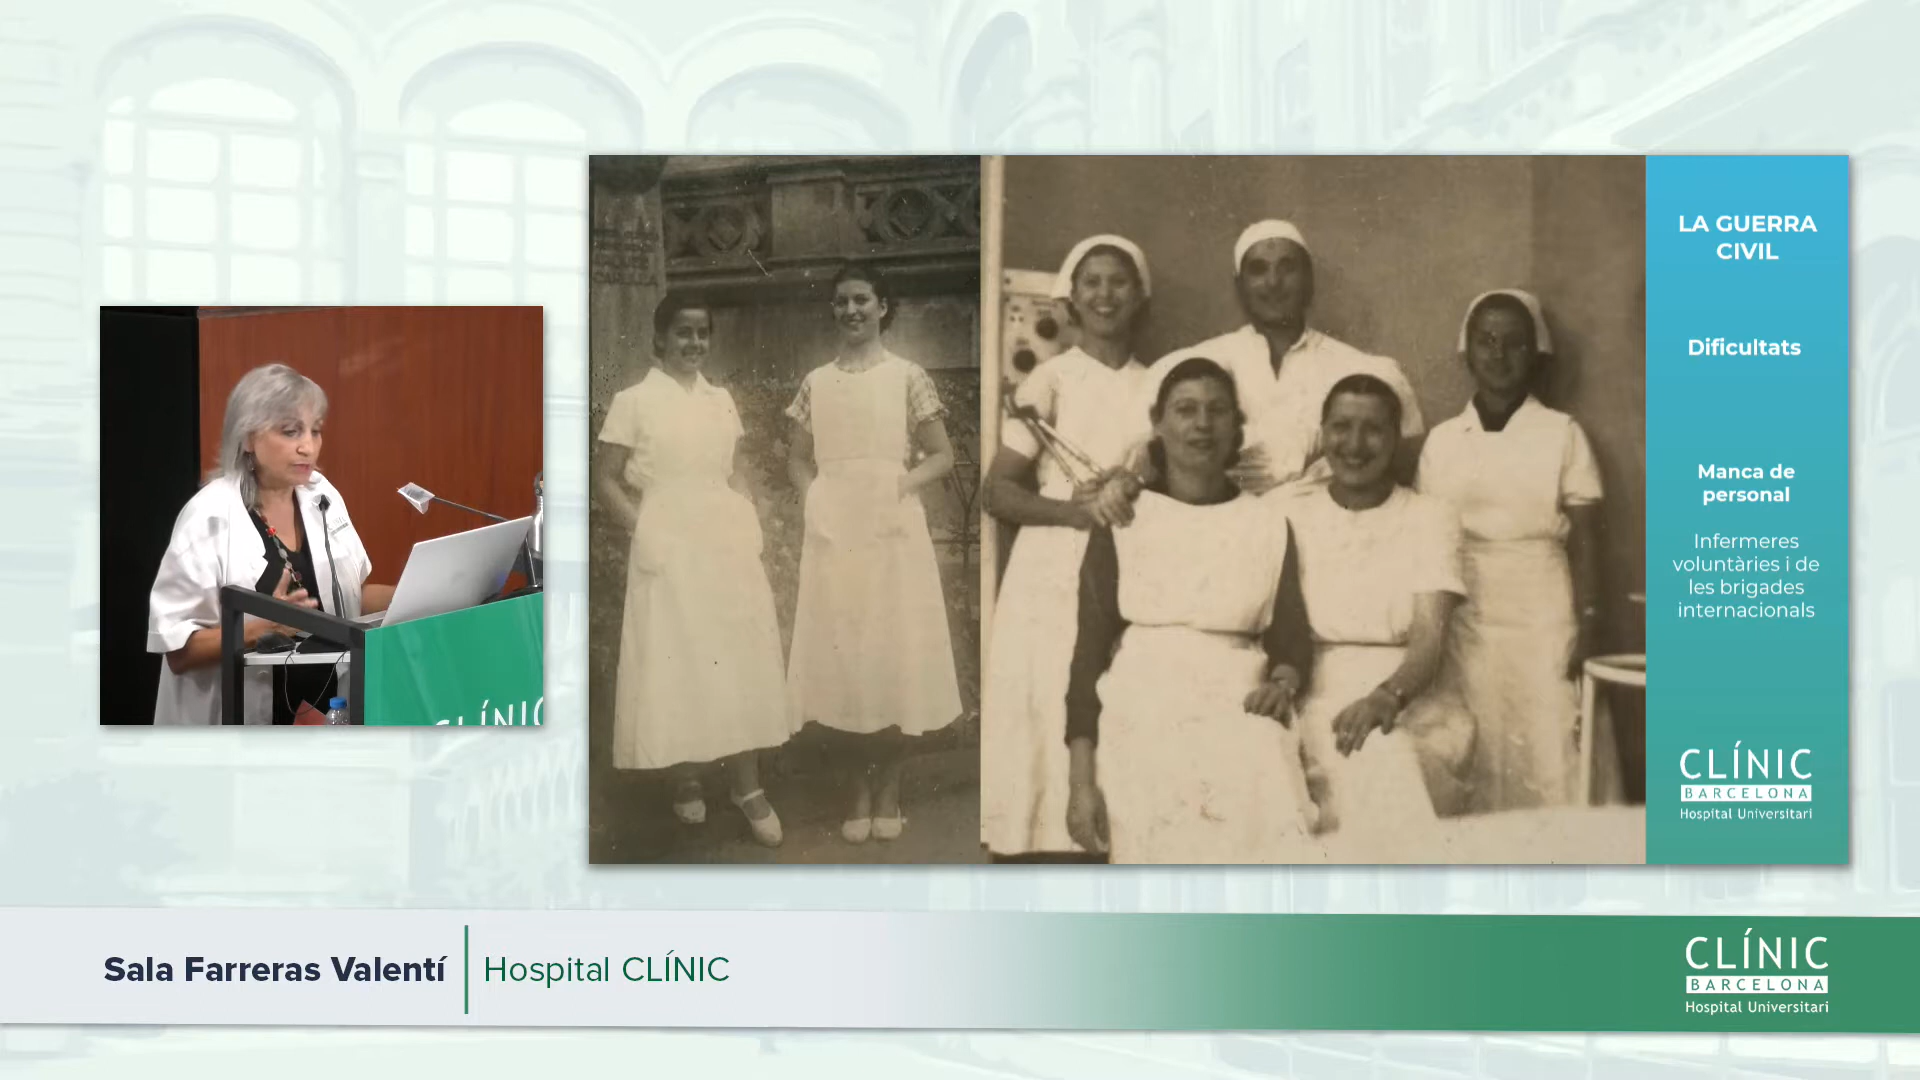 LA GUERRA
CIVIL
Dificultats
Manca de
personal
Infermeres
voluntàries i de
les brigades
internacionals
CLÍNIC
BARCELONA
Hospital Universitari
CLÍNIC
Sala Farreras Valentí
Hospital CLÍNIC
CLÍNIC
BARCELONA
Hospital Universitari